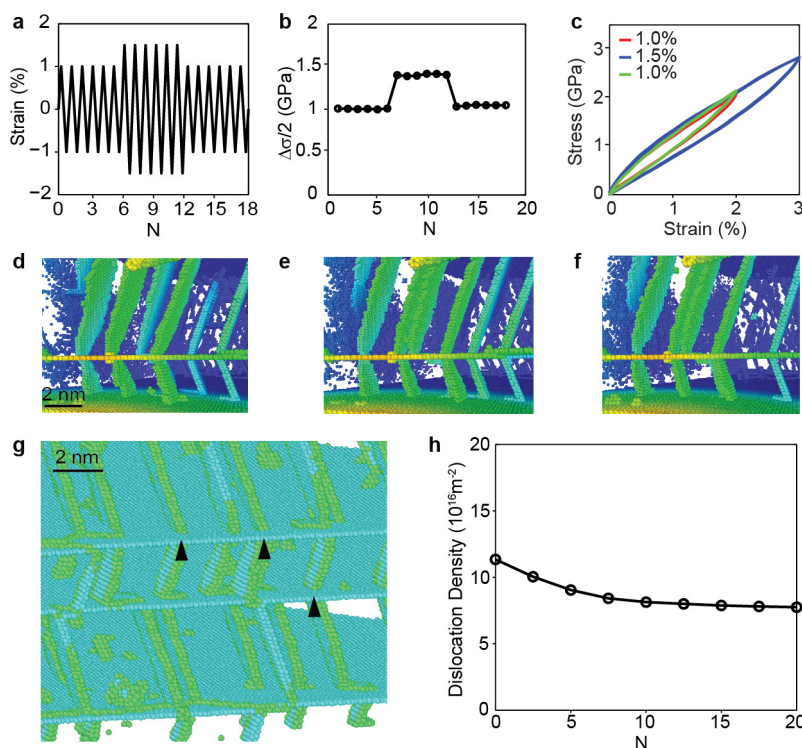 a
2
1
0
−1
−2
Strain (%)
0 3 6 9 12 15 18
N
b
2
1.5
1
0.5
0
Δσ/2 (GPa)
0 5 10 15 20
N
c
1.0%
1.5%
1.0%
3
2
1
0
Stress (GPa)
0 1 2 3
Strain (%)
d
2 nm
e
f
g
2 nm
h
20
15
10
5
0
Dislocation Density (10¹⁶m⁻²)
0 5 10 15 20
N